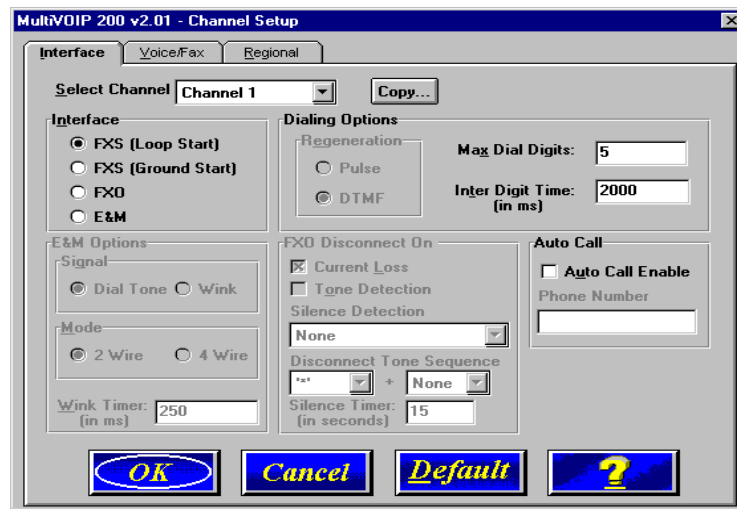 MultiVOIP 200 v2.01 - Channel Setup
Interface Voice/Fax Regional
Select Channel Channel 1 Copy...
Interface
FXS (Loop Start)
FXS (Ground Start)
FXO
E&M
Dialing Options
Regeneration
Pulse
DTMF
Max Dial Digits: 5
Inter Digit Time: 2000
(in ms)
E&M Options
Signal
Dial Tone Wink
Mode
2 Wire 4 Wire
Wink Timer: 250
(in ms)
FXO Disconnect On
Current Loss
Tone Detection
Silence Detection
None
Disconnect Tone Sequence
'*' + None
Silence Timer: 15
(in seconds)
Auto Call
Auto Call Enable
Phone Number
OK Cancel Default ?